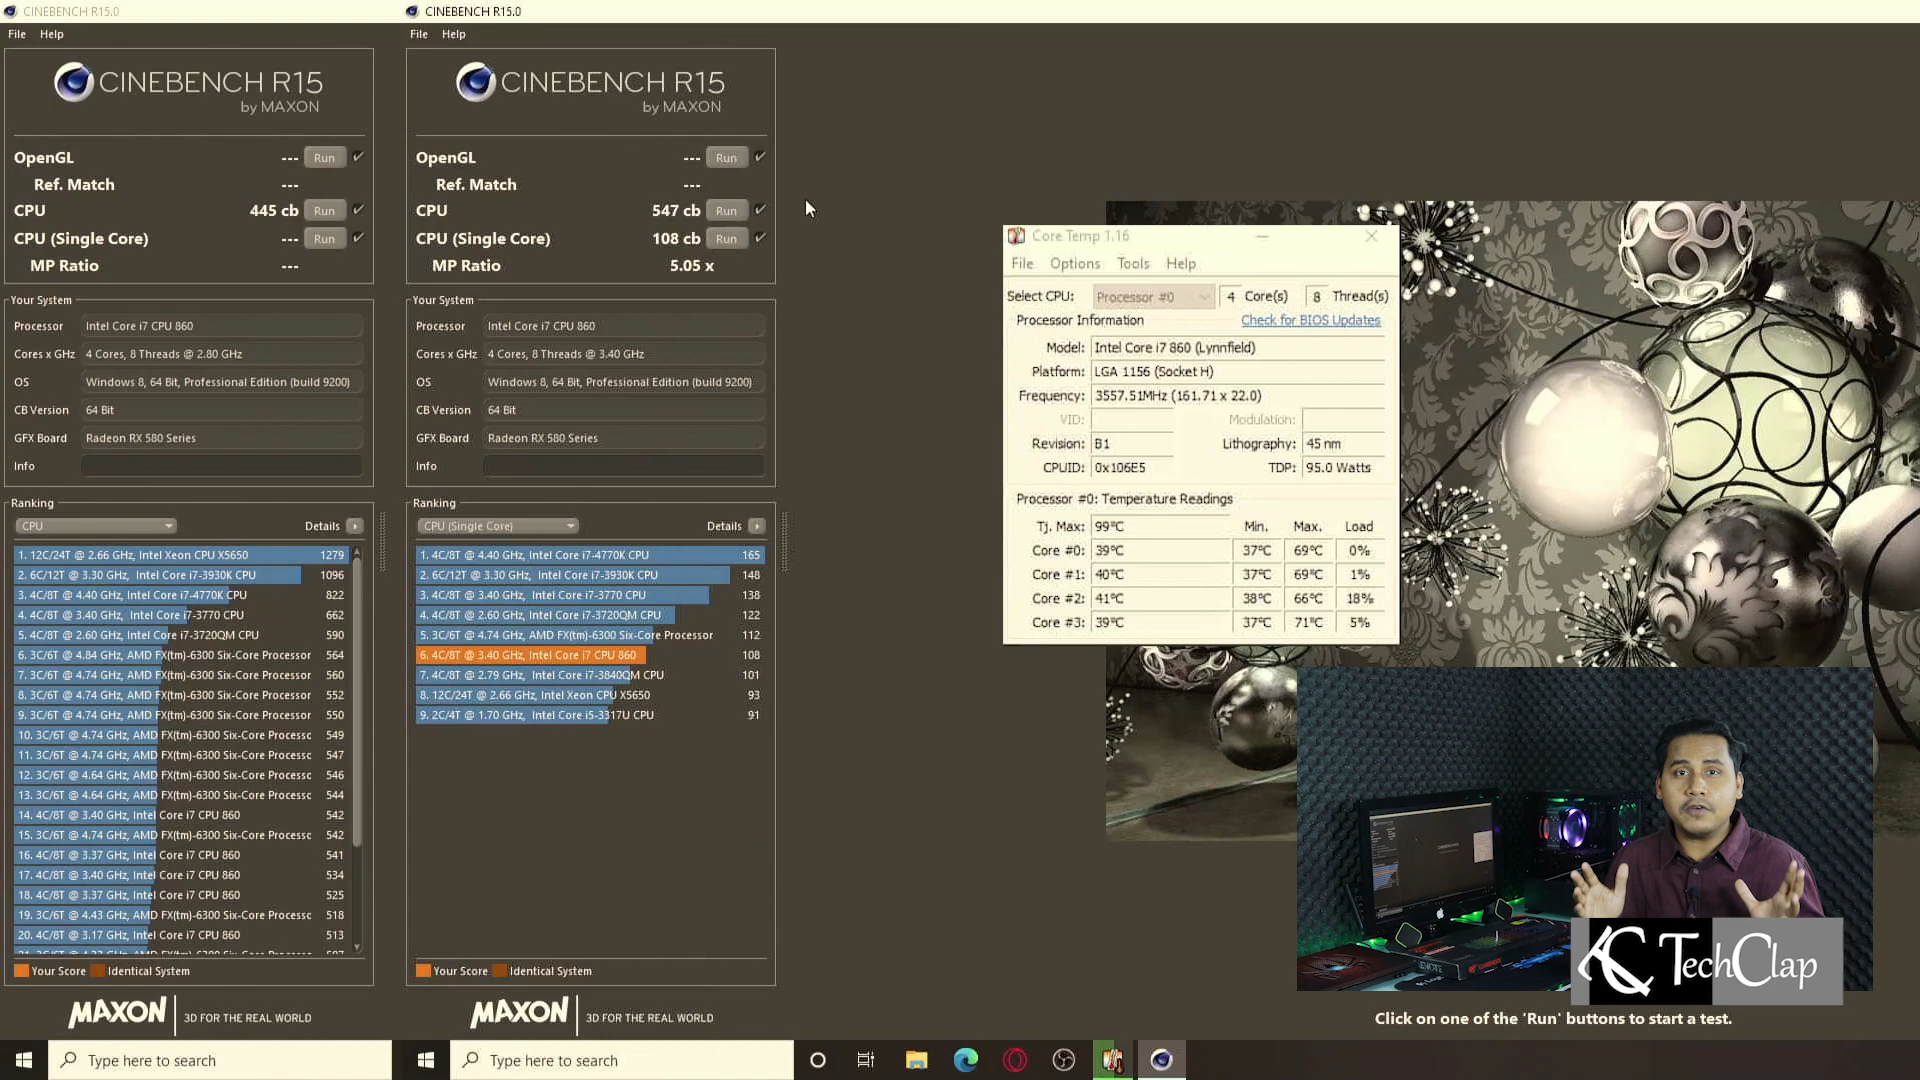 CINEBENCH R15.0
File Help
CINEBENCH R15
by MAXON
OpenGL --- Run
Ref. Match ---
CPU 445 cb Run
CPU (Single Core) --- Run
MP Ratio ---
Your System
Processor Intel Core i7 CPU 860
Cores x GHz 4 Cores, 8 Threads @ 2.80 GHz
OS Windows 8, 64 Bit, Professional Edition (build 9200)
CB Version 64 Bit
GFX Board Radeon RX 580 Series
Info
Ranking
CPU Details
1. 12C/24T @ 2.66 GHz, Intel Xeon CPU X5650 1279
2. 6C/12T @ 3.30 GHz, Intel Core i7-3930K CPU 1096
3. 4C/8T @ 4.40 GHz, Intel Core i7-4770K CPU 822
4. 4C/8T @ 3.40 GHz, Intel Core i7-3770 CPU 662
5. 4C/8T @ 2.60 GHz, Intel Core i7-3720QM CPU 590
6. 3C/6T @ 4.84 GHz, AMD FX(tm)-6300 Six-Core Processor 564
7. 3C/6T @ 4.74 GHz, AMD FX(tm)-6300 Six-Core Processor 560
8. 3C/6T @ 4.74 GHz, AMD FX(tm)-6300 Six-Core Processor 552
9. 3C/6T @ 4.74 GHz, AMD FX(tm)-6300 Six-Core Processor 550
10. 3C/6T @ 4.74 GHz, AMD FX(tm)-6300 Six-Core Processc 549
11. 3C/6T @ 4.74 GHz, AMD FX(tm)-6300 Six-Core Processc 547
12. 3C/6T @ 4.64 GHz, AMD FX(tm)-6300 Six-Core Processc 546
13. 3C/6T @ 4.64 GHz, AMD FX(tm)-6300 Six-Core Processc 544
14. 4C/8T @ 3.40 GHz, Intel Core i7 CPU 860 542
15. 3C/6T @ 4.74 GHz, AMD FX(tm)-6300 Six-Core Processc 542
16. 4C/8T @ 3.37 GHz, Intel Core i7 CPU 860 541
17. 4C/8T @ 3.40 GHz, Intel Core i7 CPU 860 534
18. 4C/8T @ 3.37 GHz, Intel Core i7 CPU 860 525
19. 3C/6T @ 4.43 GHz, AMD FX(tm)-6300 Six-Core Processc 518
20. 4C/8T @ 3.17 GHz, Intel Core i7 CPU 860 513
Your Score Identical System
MAXON 3D FOR THE REAL WORLD
Type here to search
CINEBENCH R15.0
File Help
CINEBENCH R15
by MAXON
OpenGL --- Run
Ref. Match ---
CPU 547 cb Run
CPU (Single Core) 108 cb Run
MP Ratio 5.05 x
Your System
Processor Intel Core i7 CPU 860
Cores x GHz 4 Cores, 8 Threads @ 3.40 GHz
OS Windows 8, 64 Bit, Professional Edition (build 9200)
CB Version 64 Bit
GFX Board Radeon RX 580 Series
Info
Ranking
CPU (Single Core) Details
1. 4C/8T @ 4.40 GHz, Intel Core i7-4770K CPU 165
2. 6C/12T @ 3.30 GHz, Intel Core i7-3930K CPU 148
3. 4C/8T @ 3.40 GHz, Intel Core i7-3770 CPU 138
4. 4C/8T @ 2.60 GHz, Intel Core i7-3720QM CPU 122
5. 3C/6T @ 4.74 GHz, AMD FX(tm)-6300 Six-Core Processor 112
6. 4C/8T @ 3.40 GHz, Intel Core i7 CPU 860 108
7. 4C/8T @ 2.79 GHz, Intel Core i7-3840QM CPU 101
8. 12C/24T @ 2.66 GHz, Intel Xeon CPU X5650 93
9. 2C/4T @ 1.70 GHz, Intel Core i5-3317U CPU 91
Your Score Identical System
MAXON 3D FOR THE REAL WORLD
Type here to search
Core Temp 1.16
File Options Tools Help
Select CPU: Processor #0 4 Core(s) 8 Thread(s)
Processor Information Check for BIOS Updates
Model: Intel Core i7 860 (Lynnfield)
Platform: LGA 1156 (Socket H)
Frequency: 3557.51MHz (161.71 x 22.0)
VID: Modulation:
Revision: B1 Lithography: 45 nm
CPUID: 0x106E5 TDP: 95.0 Watts
Processor #0: Temperature Readings
Tj. Max: 99°C Min. Max. Load
Core #0: 39°C 37°C 69°C 0%
Core #1: 40°C 37°C 69°C 1%
Core #2: 41°C 38°C 66°C 18%
Core #3: 39°C 37°C 71°C 5%
TechClap
Click on one of the 'Run' buttons to start a test.